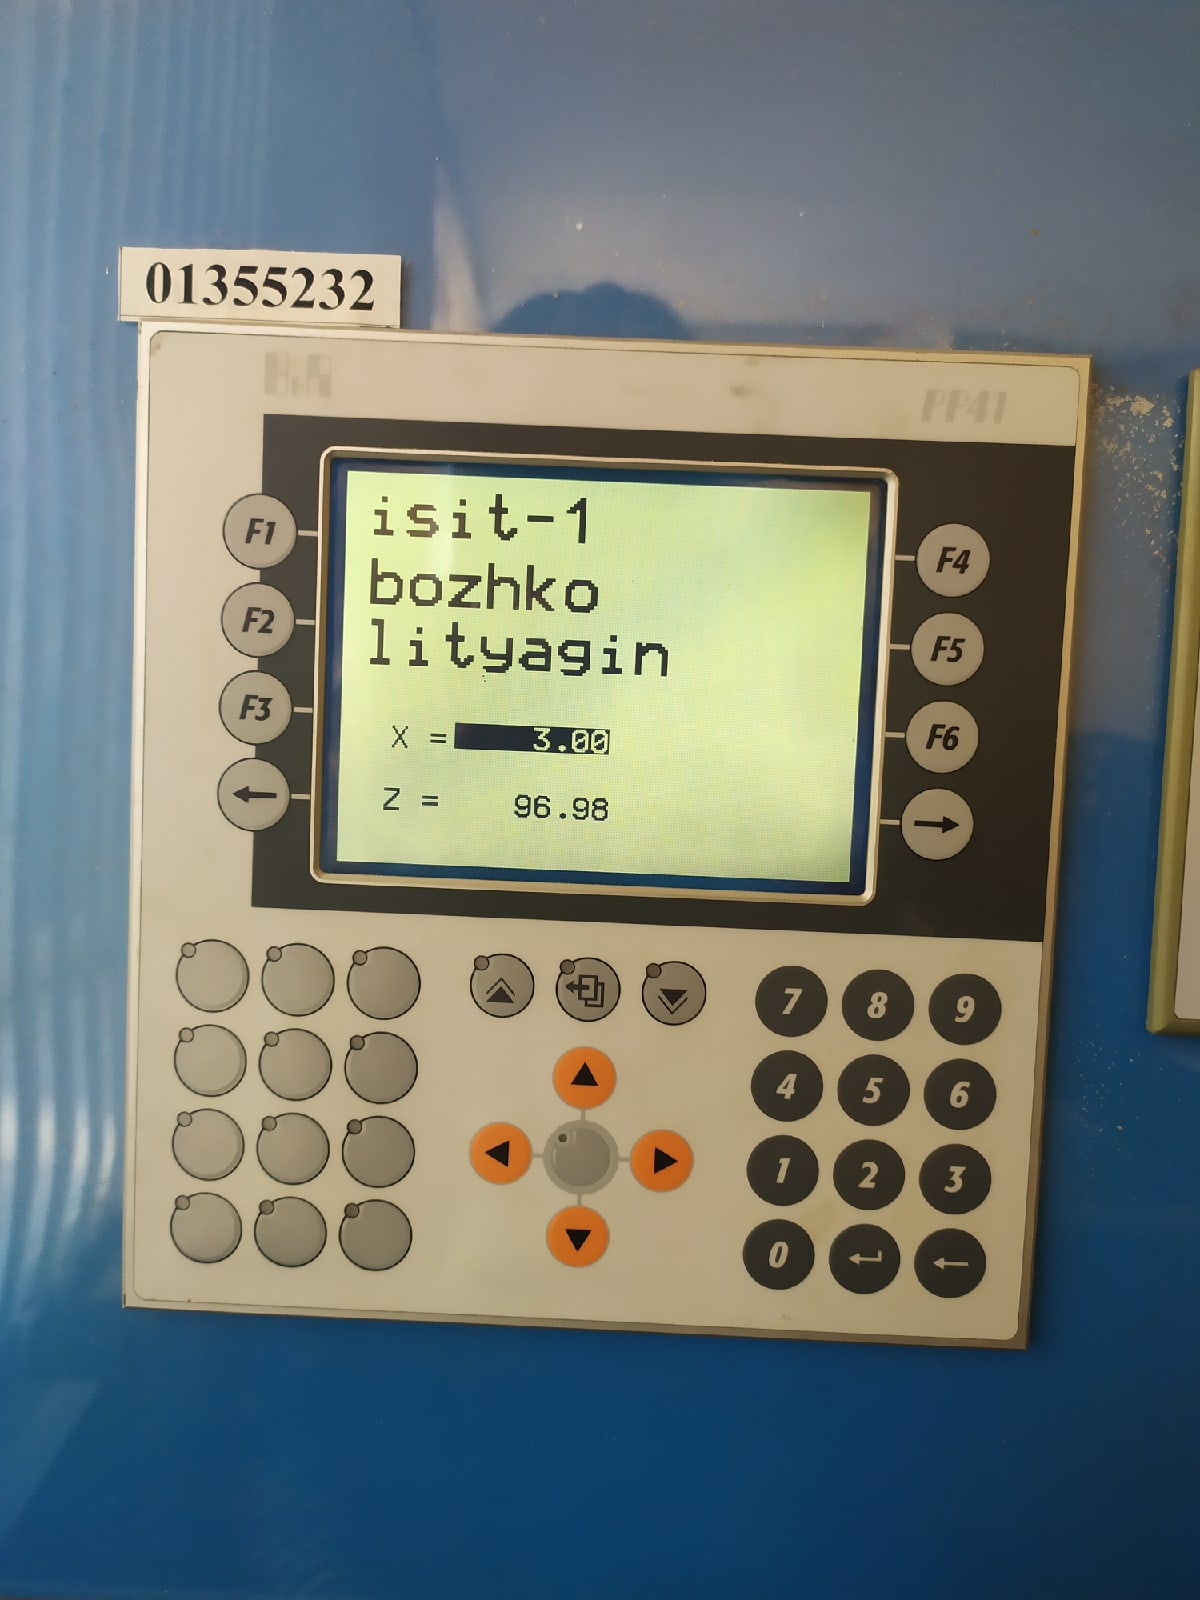 01355232
B&R
PP41
isit-1
bozhko
lityagin
X = 3.00
Z = 96.98
F1
F2
F3
F4
F5
F6
7 8 9
4 5 6
1 2 3
0